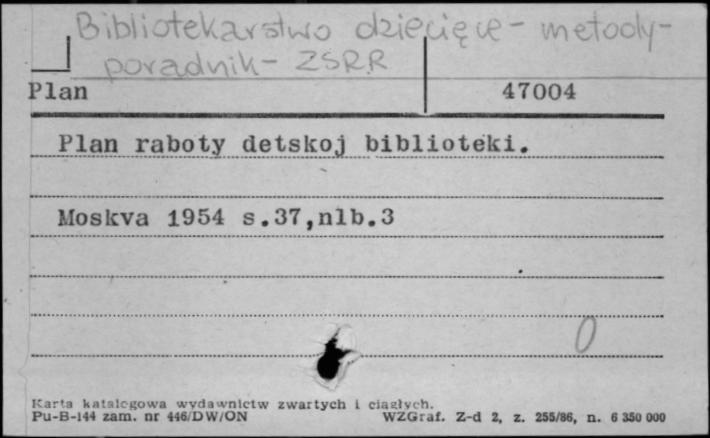 Bibliotekarstwo dziecięce - metody -
poradnik - ZSRR
Plan 47004
Plan raboty detskoj biblioteki.
Moskva 1954 s.37,nlb.3
0
Karta katalogowa wydawnictw zwartych i ciągłych.
Pu-B-144 zam. nr 446/DW/ON WZGraf. Z-d 2, z. 255/86, n. 6 350 000